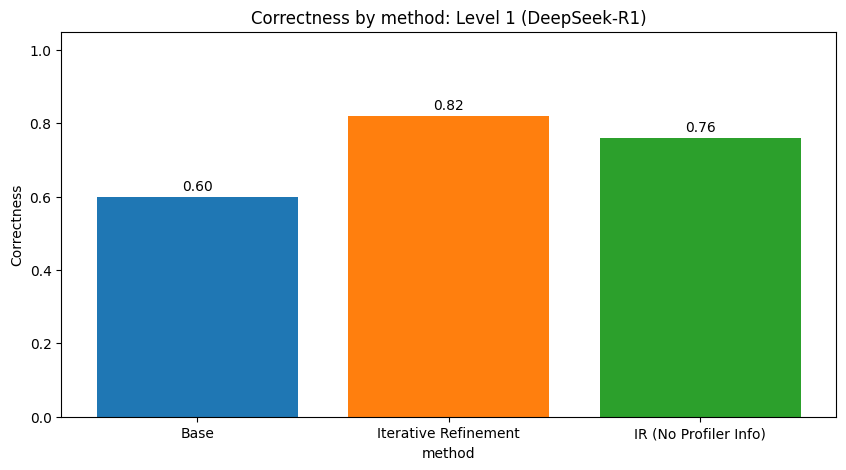 Correctness by method: Level 1 (DeepSeek-R1)
1.0
0.8
0.6
0.4
0.2
0.0
Correctness
0.60
0.82
0.76
Base
Iterative Refinement
IR (No Profiler Info)
method